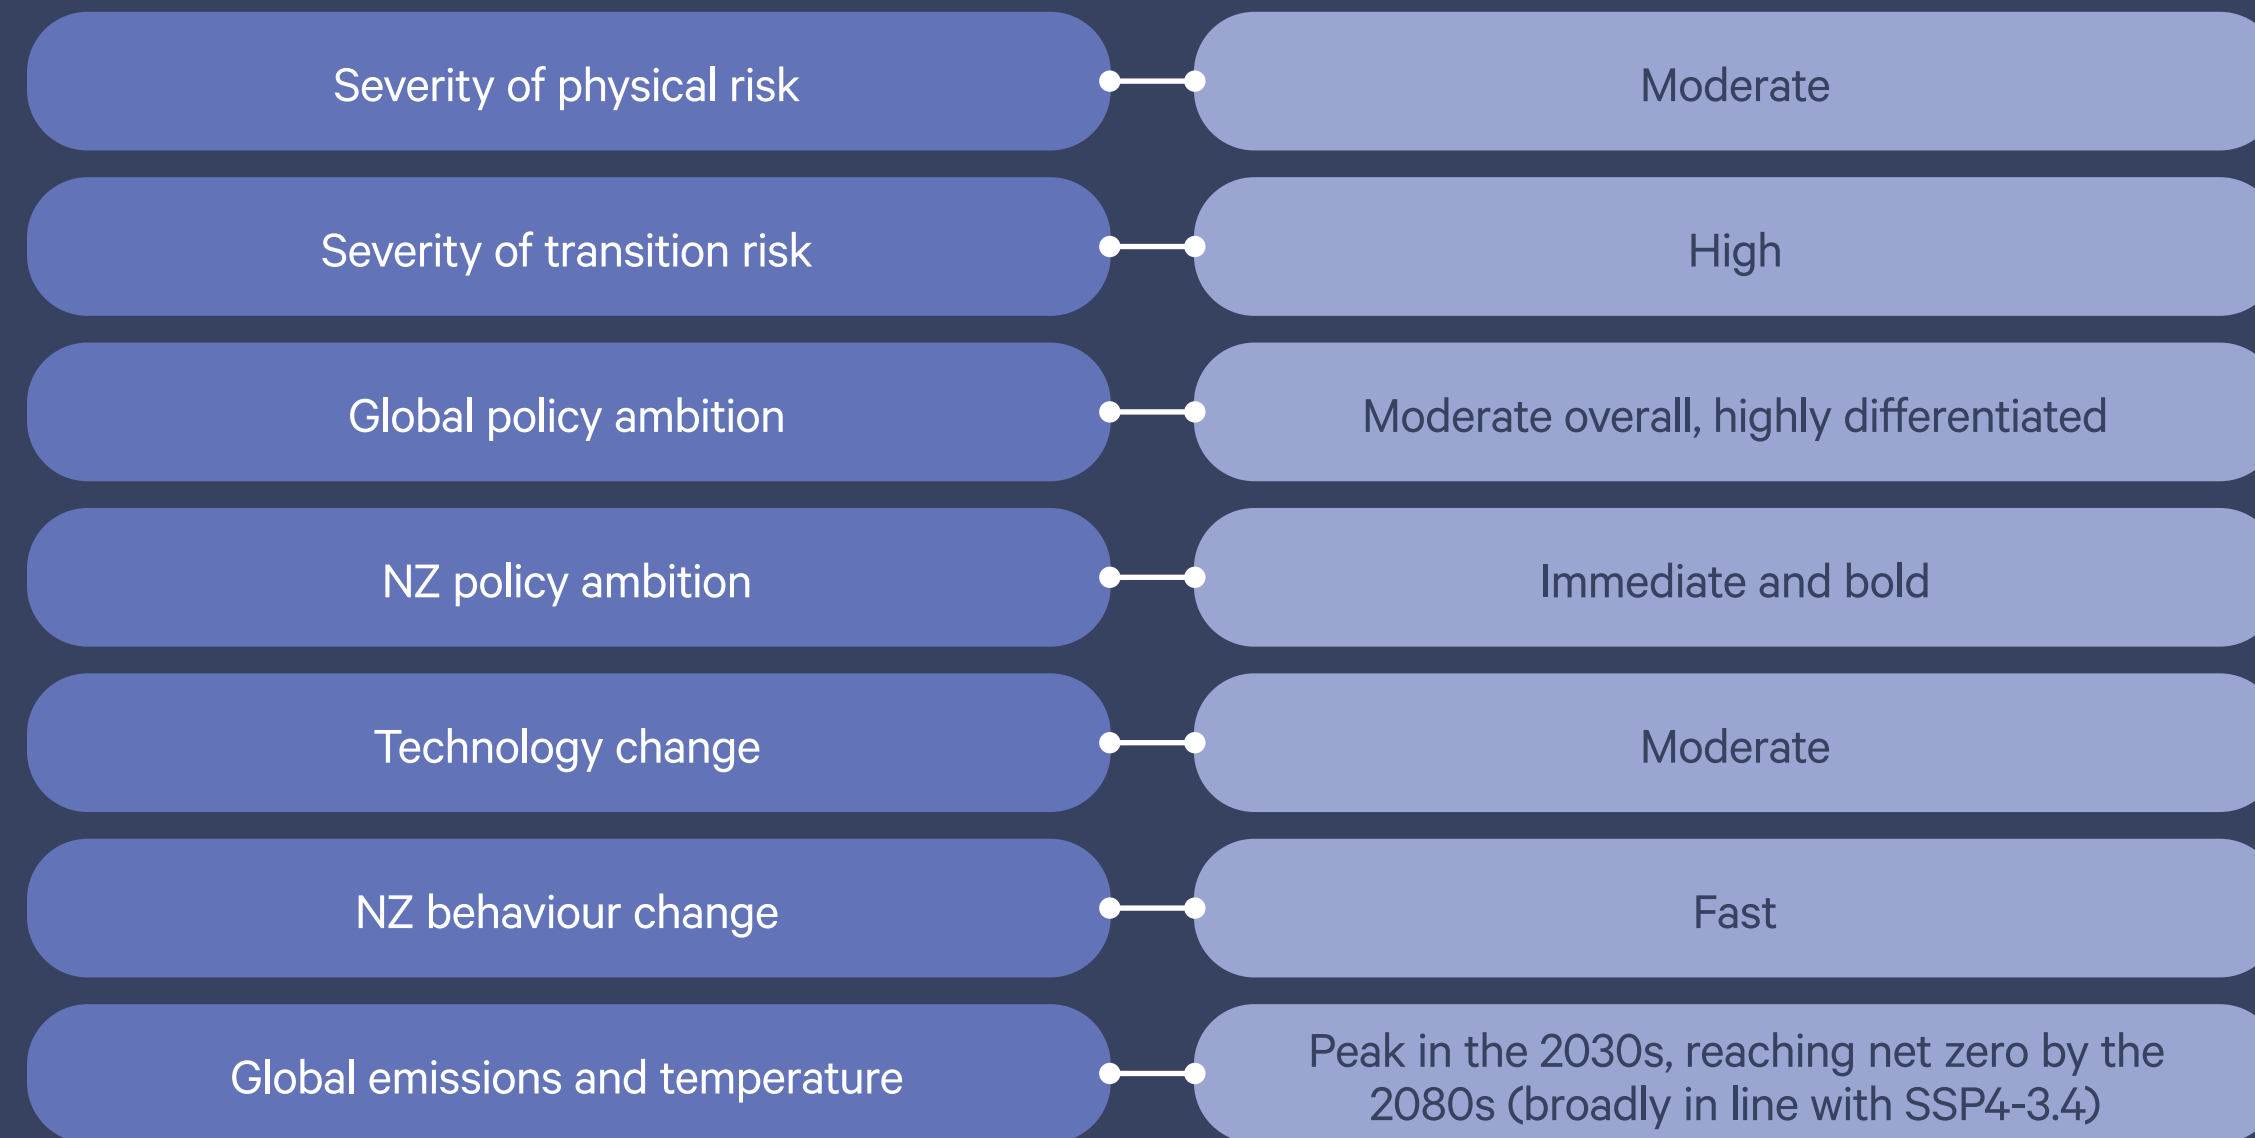 Severity of physical risk
Moderate
Severity of transition risk
High
Global policy ambition
Moderate overall, highly differentiated
NZ policy ambition
Immediate and bold
Technology change
Moderate
NZ behaviour change
Fast
Global emissions and temperature
Peak in the 2030s, reaching net zero by the
2080s (broadly in line with SSP4-3.4)